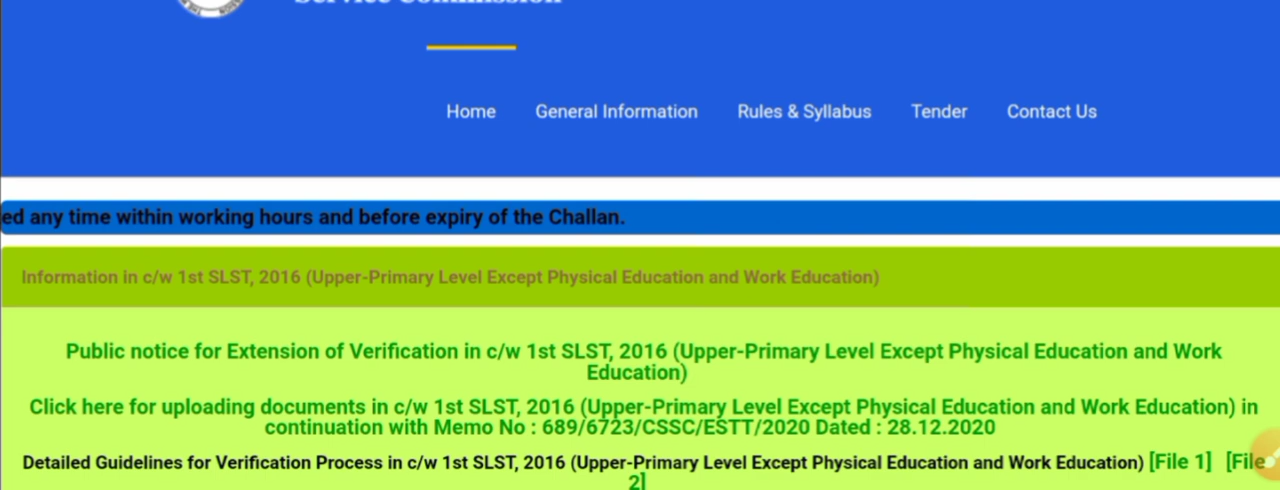 Service Commission
Home General Information Rules & Syllabus Tender Contact Us
ed any time within working hours and before expiry of the Challan.
Information in c/w 1st SLST, 2016 (Upper-Primary Level Except Physical Education and Work Education)
Public notice for Extension of Verification in c/w 1st SLST, 2016 (Upper-Primary Level Except Physical Education and Work
Education)
Click here for uploading documents in c/w 1st SLST, 2016 (Upper-Primary Level Except Physical Education and Work Education) in
continuation with Memo No : 689/6723/CSSC/ESTT/2020 Dated : 28.12.2020
Detailed Guidelines for Verification Process in c/w 1st SLST, 2016 (Upper-Primary Level Except Physical Education and Work Education) [File 1] [File
2]